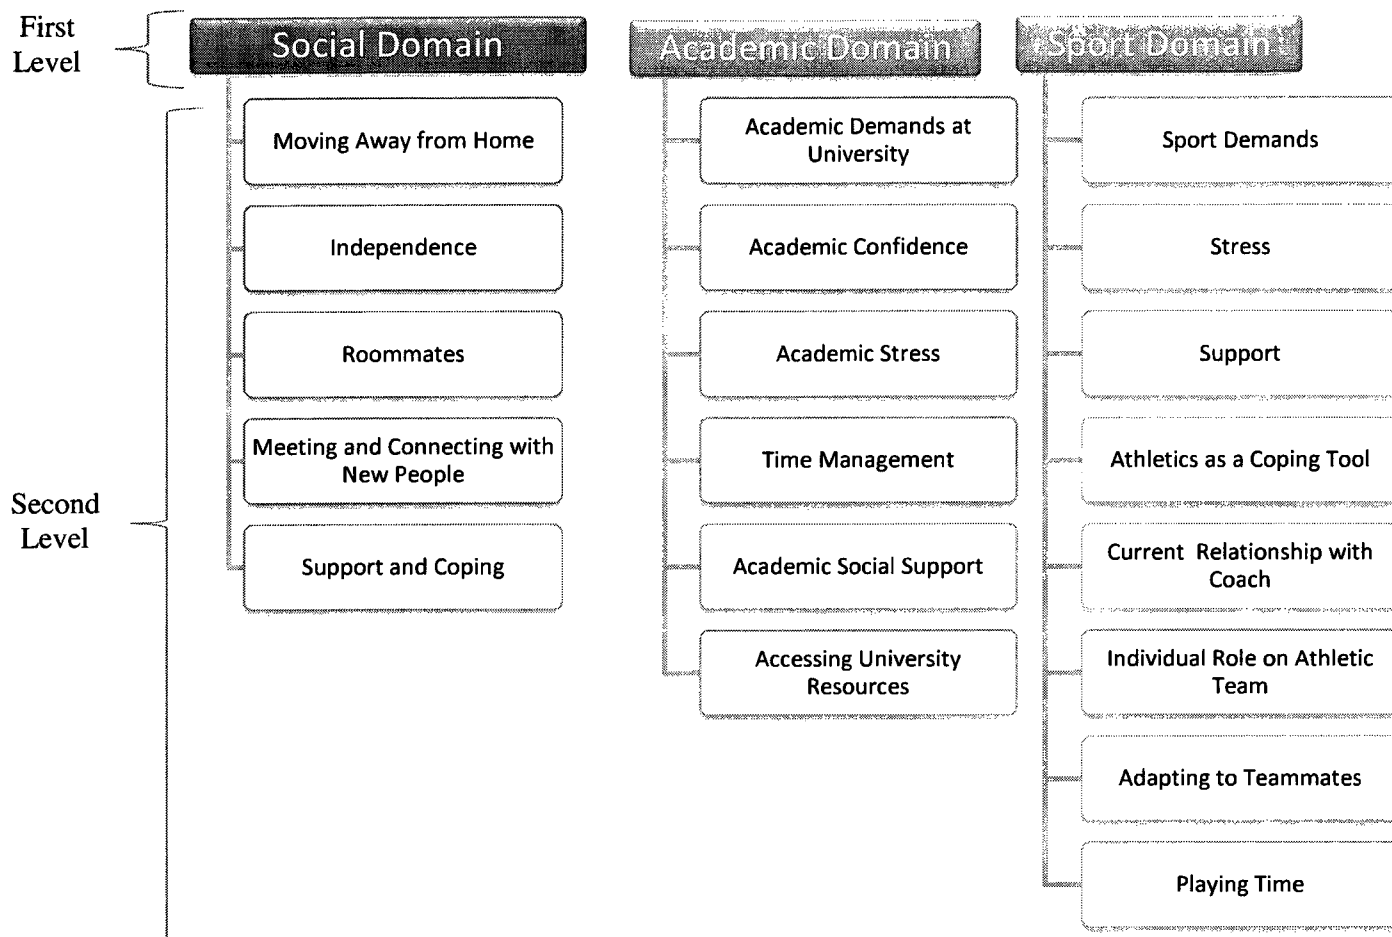 First
Level
Social Domain
Academic Domain
Sport Domain
Second
Level
Moving Away from Home
Independence
Roommates
Meeting and Connecting with
New People
Support and Coping
Academic Demands at
University
Academic Confidence
Academic Stress
Time Management
Academic Social Support
Accessing University
Resources
Sport Demands
Stress
Support
Athletics as a Coping Tool
Current Relationship with
Coach
Individual Role on Athletic
Team
Adapting to Teammates
Playing Time